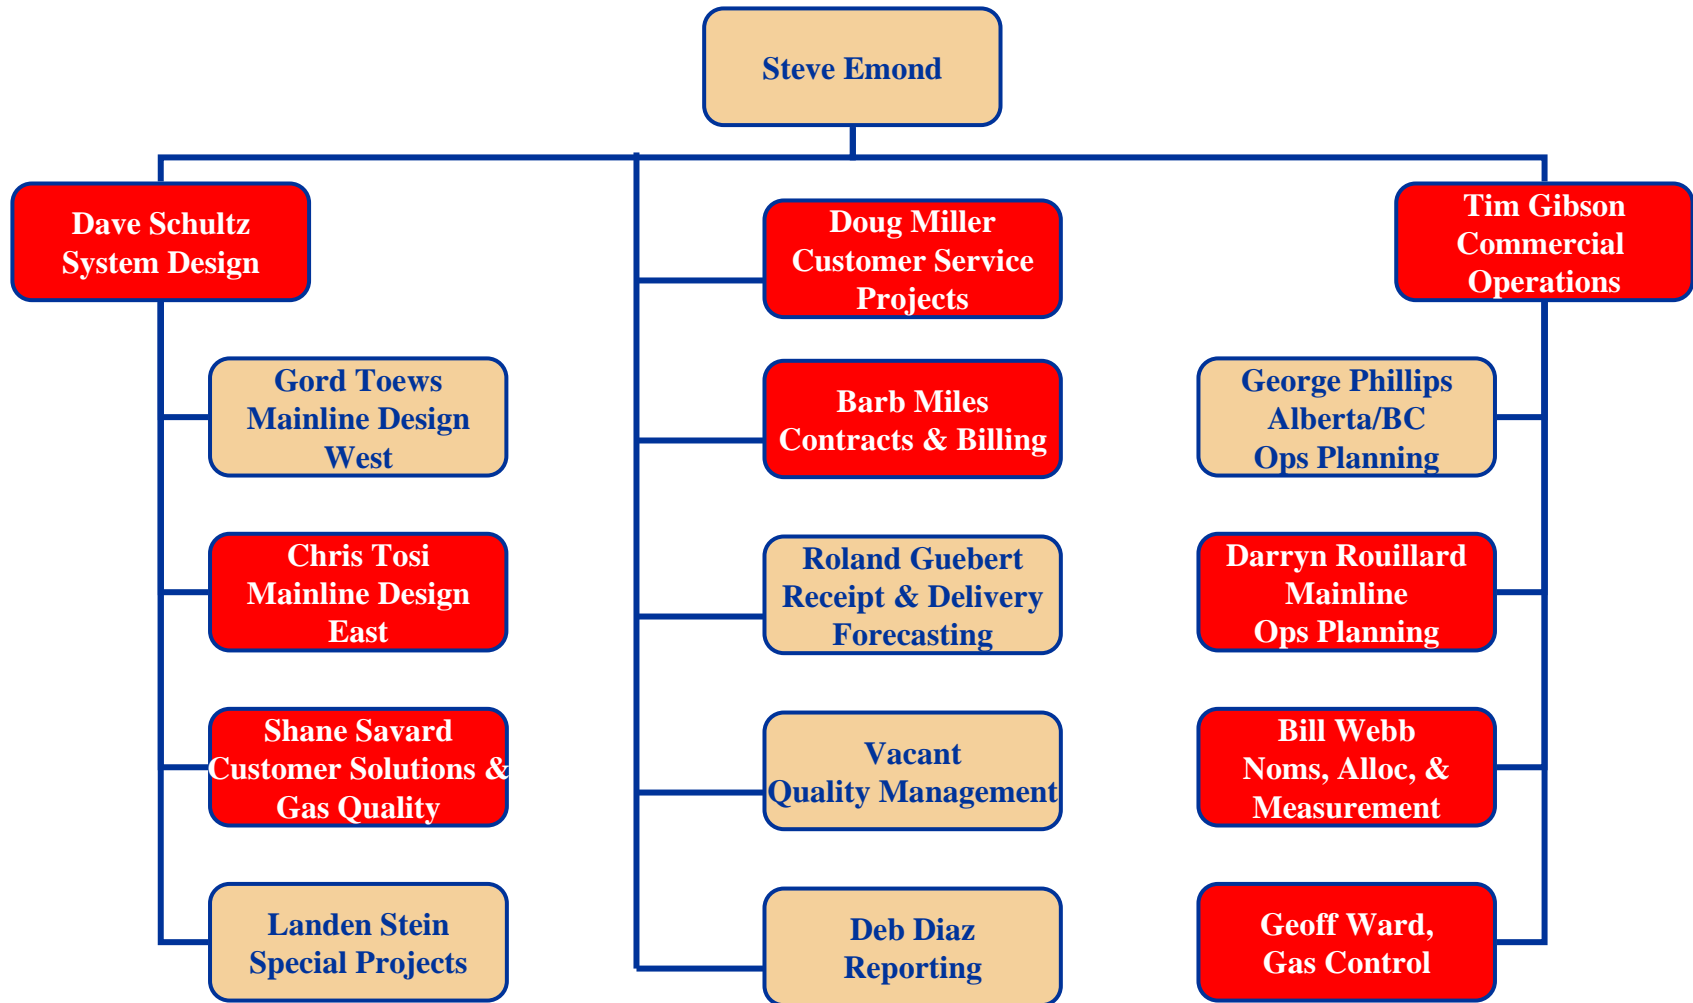 Steve Emond
Dave Schultz
System Design
Gord Toews
Mainline Design
West
Chris Tosi
Mainline Design
East
Shane Savard
Customer Solutions &
Gas Quality
Landen Stein
Special Projects
Doug Miller
Customer Service
Projects
Barb Miles
Contracts & Billing
Roland Guebert
Receipt & Delivery
Forecasting
Vacant
Quality Management
Deb Diaz
Reporting
Tim Gibson
Commercial
Operations
George Phillips
Alberta/BC
Ops Planning
Darryn Rouillard
Mainline
Ops Planning
Bill Webb
Noms, Alloc, &
Measurement
Geoff Ward,
Gas Control